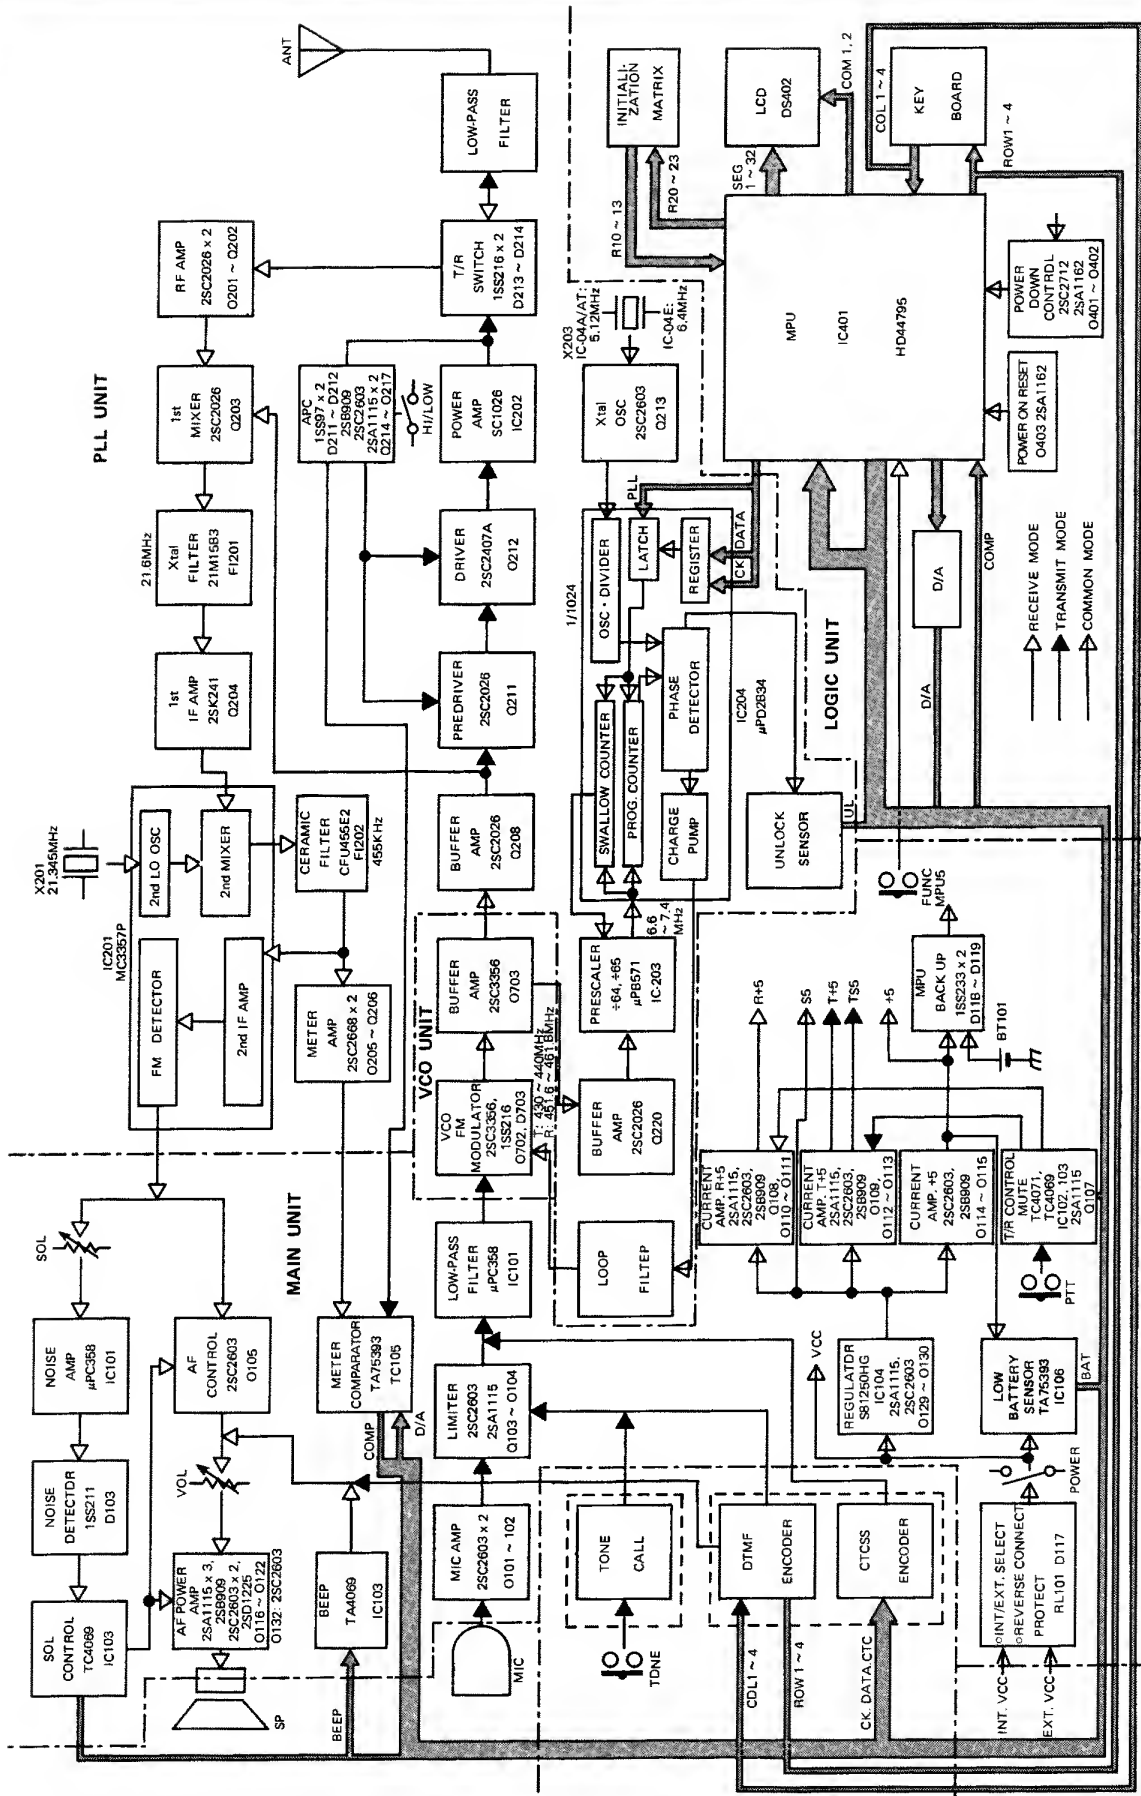 ANT
LOW-PASS
FILTER
T/R
SWITCH
1SS216 x 2
D213 ~ D214
RF AMP
2SC2026 x 2
Q201 ~ Q202
PLL UNIT
1st
MIXER
2SC2026
Q203
21.6MHz
Xtal
FILTER
21M15B3
FI201
1st
IF AMP
2SK241
Q204
X201
21.345MHz
IC201
MC3357P
2nd LO OSC
2nd MIXER
FM DETECTOR
2nd IF AMP
CERAMIC
FILTER
CFU455E2
FI202
455KHz
METER
AMP
2SC2668 x 2
Q205 ~ Q206
APC
1SS97 x 2
D211 ~ D212
2SB909
2SC2603
2SA1115 x 2
Q214 ~ Q217
HI/LOW
POWER
AMP
SC1026
IC202
DRIVER
2SC2407A
Q212
PREDRIVER
2SC2026
Q211
BUFFER
AMP
2SC2026
Q208
VCO UNIT
BUFFER
AMP
2SC3356
Q703
VCO
FM
MODULATOR
2SC3356,
1SS216
Q702, D703
T: 430 ~ 440MHz
R: 451.6 ~ 461.6MHz
BUFFER
AMP
2SC2026
Q220
PRESCALER
÷64, ÷65
µPB571
IC-203
6.6
~ 7.4
MHz
LOOP
FILTEP
X203
IC-04A/AT:
5.12MHz
IC-04E:
6.4MHz
Xtal
OSC
2SC2603
Q213
1/1024
OSC · DIVIDER
LATCH
REGISTER
PLL
CK DATA
SWALLOW COUNTER
PROG. COUNTER
PHASE
DETECTOR
CHARGE
PUMP
IC204
µPD2834
UNLOCK
SENSOR
UL
LOGIC UNIT
INITIALI-
ZATION
MATRIX
R10 ~ 13
R20 ~ 23
LCD
DS402
SEG
1 ~ 32
COM 1, 2
KEY
BOARD
COL 1 ~ 4
ROW1 ~ 4
MPU
IC401
HD44795
POWER
DOWN
CONTRDL
2SC2712
2SA1162
Q401 ~ Q402
POWER ON RESET
Q403 2SA1162
D/A
D/A
COMP
RECEIVE MODE
TRANSMIT MODE
COMMON MODE
FUNC
MPU5
MPU
BACK UP
1SS233 x 2
D118 ~ D119
BT101
R+5
S5
T+5
TS5
+5
CURRENT
AMP. R+5
2SA1115,
2SC2603,
2SB909
Q108,
Q110 ~ Q111
CURRENT
AMP. T+5
2SA1115,
2SC2603,
2SB909
Q109,
Q112 ~ Q113
CURRENT
AMP. +5
2SC2603,
2SB909
Q114 ~ Q115
T/R CONTROL
MUTE
TC4071,
TC4069
IC102, 103
2SA1115
Q107
PTT
VCC
REGULATDR
S81250HG
IC104
2SA1115,
2SC2603
Q129 ~ Q130
LOW
BATTERY
SENSOR
TA75393
IC106
BAT
POWER
INT/EXT. SELECT
REVERSE CONNECT
PROTECT
RL101 D117
INT. VCC
EXT. VCC
MAIN UNIT
SQL
NOISE
AMP
µPC358
IC101
NOISE
DETECTDR
1SS211
D103
SQL
CONTROL
TC4069
IC103
AF
CONTROL
2SC2603
Q105
VOL
AF POWER
AMP
2SA1115 x 3,
2SB909
2SC2603 x 2,
2SD1225
Q116 ~ Q122
Q132: 2SC2603
SP
METER
COMPARATOR
TA75393
TC105
COMP
D/A
BEEP
TA4069
IC103
BEEP
LOW-PASS
FILTER
µPC358
IC101
LIMITER
2SC2603
2SA1115
Q103 ~ Q104
MIC AMP
2SC2603 x 2
Q101 ~ 102
MIC
TONE
CALL
TDNE
DTMF
ENCODER
CTCSS
ENCODER
CDL1 ~ 4
ROW 1 ~ 4
CK. DATA.CTC